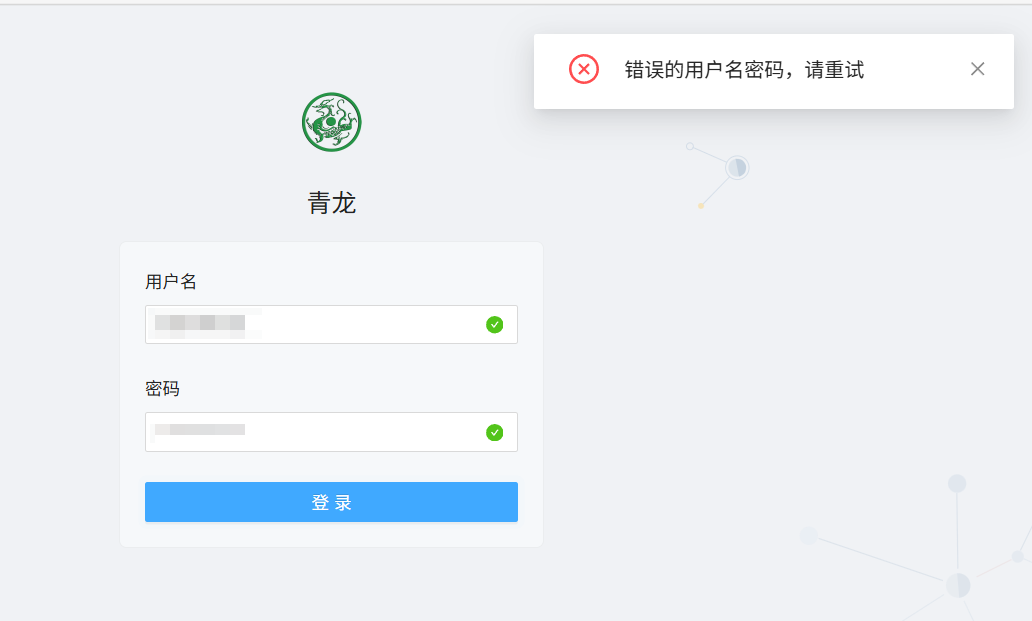 错误的用户名密码，请重试
青龙
用户名
密码
登 录